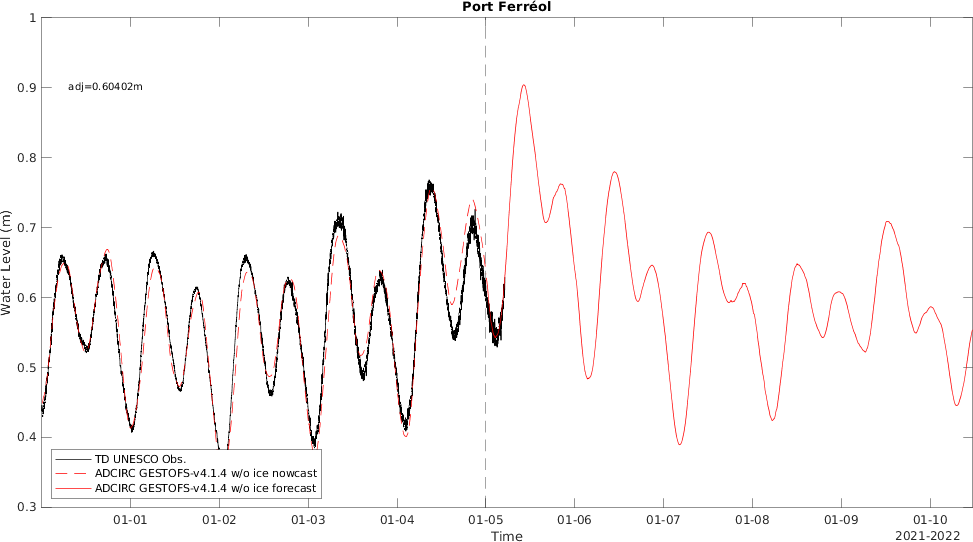 Port Ferréol
1
0.9
0.8
0.7
0.6
0.5
0.4
0.3
Water Level (m)
adj=0.60402m
TD UNESCO Obs.
ADCIRC GESTOFS-v4.1.4 w/o ice nowcast
ADCIRC GESTOFS-v4.1.4 w/o ice forecast
01-01 01-02 01-03 01-04 01-05 01-06 01-07 01-08 01-09 01-10
Time
2021-2022